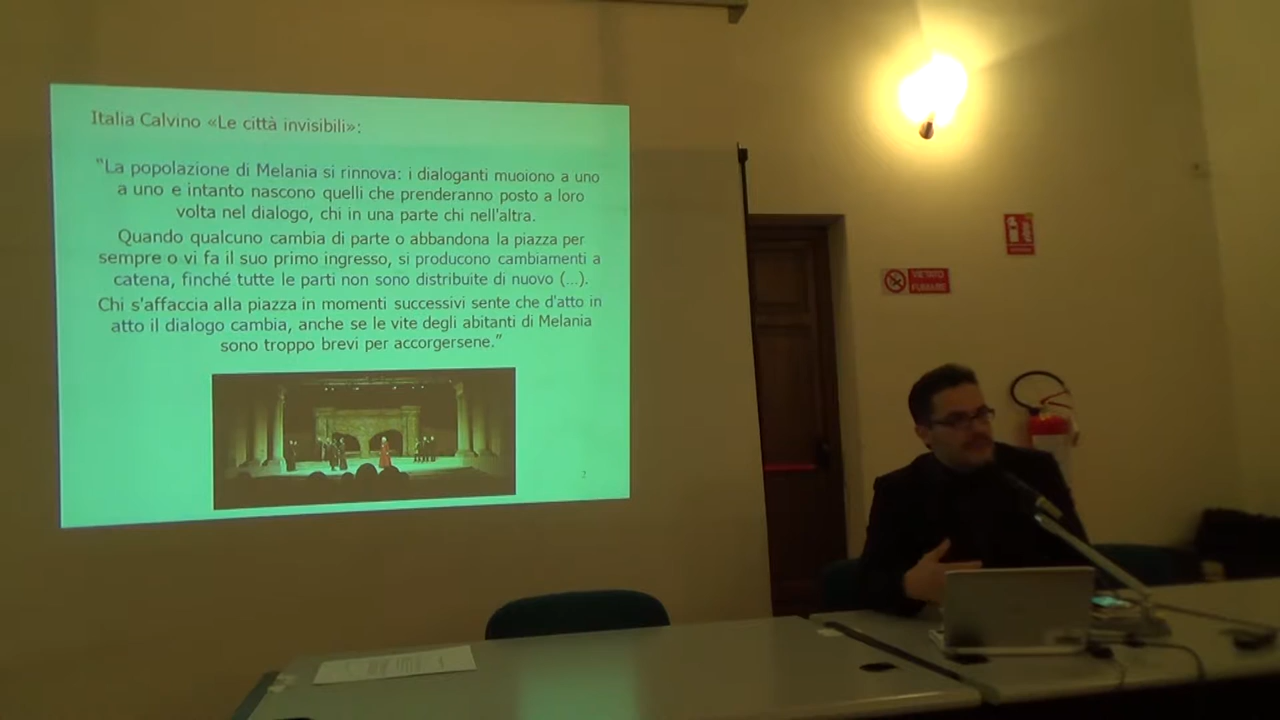 Italia Calvino «Le città invisibili»:
"La popolazione di Melania si rinnova: i dialoganti muoiono a uno
a uno e intanto nascono quelli che prenderanno posto a loro
volta nel dialogo, chi in una parte chi nell'altra.
Quando qualcuno cambia di parte o abbandona la piazza per
sempre o vi fa il suo primo ingresso, si producono cambiamenti a
catena, finché tutte le parti non sono distribuite di nuovo (...).
Chi s'affaccia alla piazza in momenti successivi sente che d'atto in
atto il dialogo cambia, anche se le vite degli abitanti di Melania
sono troppo brevi per accorgersene."
2
VIETATO
FUMARE